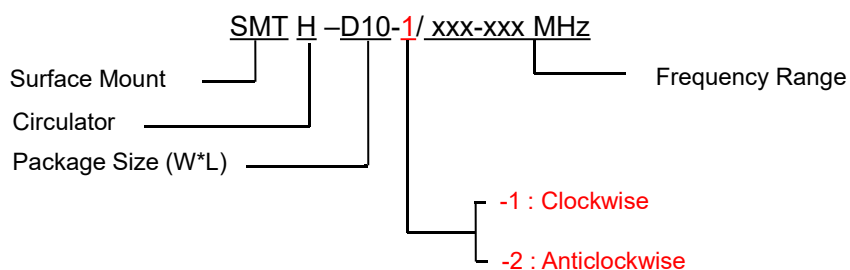 SMT H –D10-1/ xxx-xxx MHz
Surface Mount
Frequency Range
Circulator
Package Size (W*L)
-1 : Clockwise
-2 : Anticlockwise